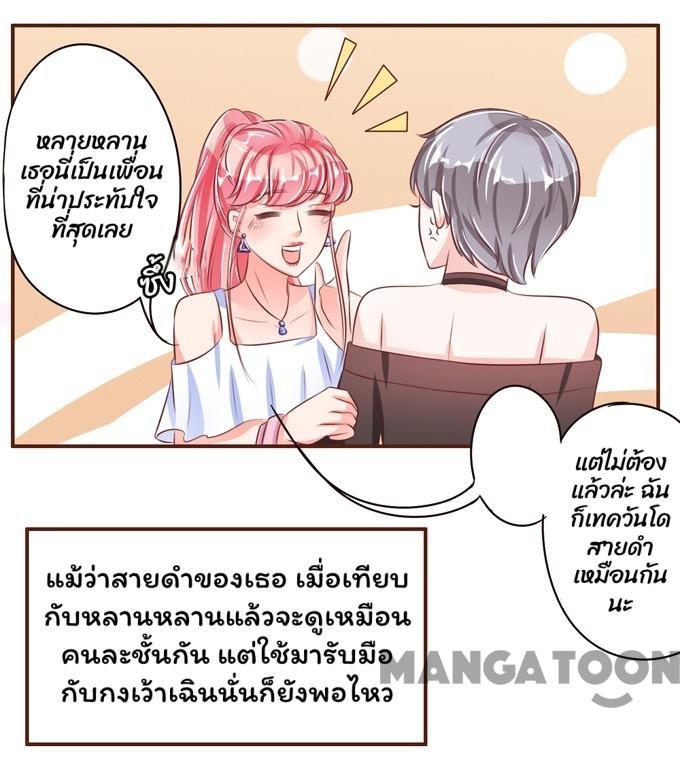 หลายหลาน
เธอนี่เป็นเพื่อน
ที่น่าประทับใจ
ที่สุดเลย
ซึ้ง
แต่ไม่ต้อง
แล้วล่ะ ฉัน
ก็เทควันโด
สายดำ
เหมือนกัน
นะ
แม้ว่าสายดำของเธอ เมื่อเทียบ
กับหลานหลานแล้วจะดูเหมือน
คนละชั้นกัน แต่ใช้มารับมือ
กับกงเว้าเฉินนั่นก็ยังพอไหว
MANGATOON